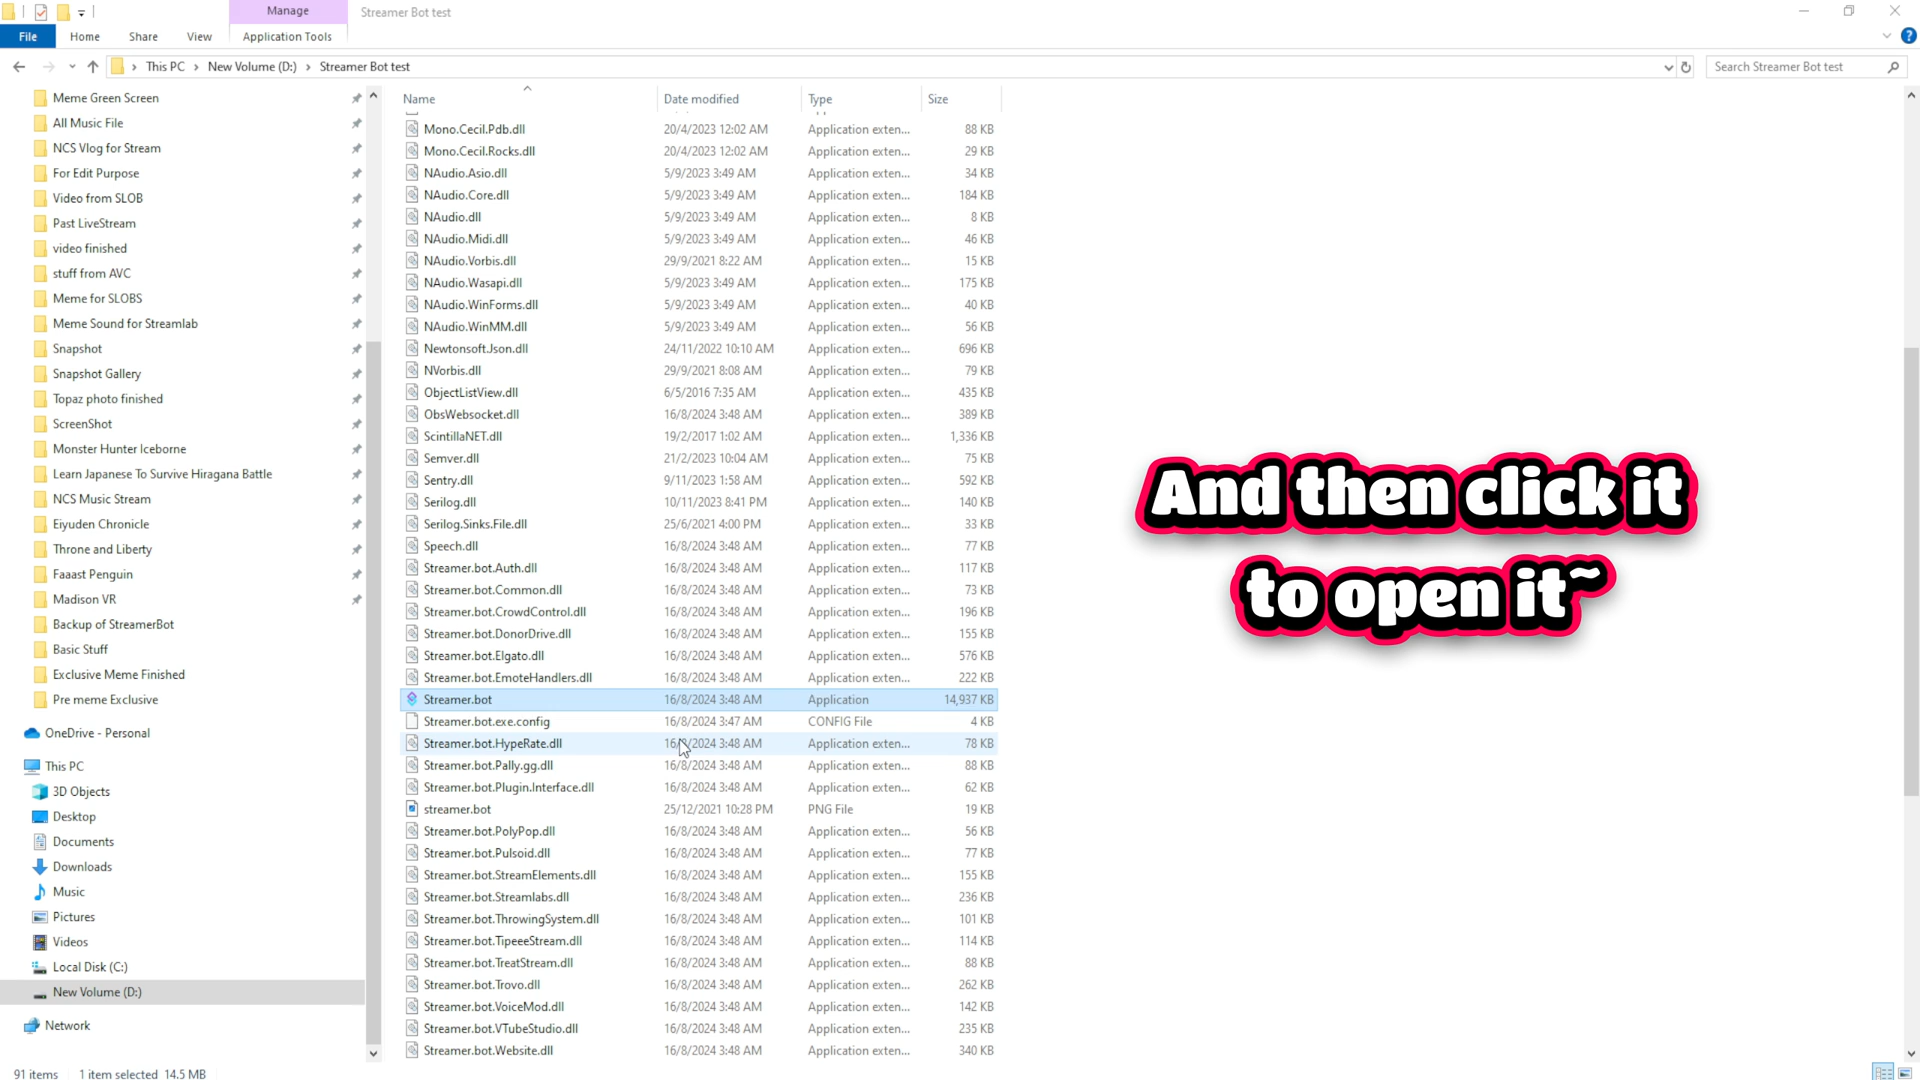 Manage
Streamer Bot test
File
Home
Share
View
Application Tools
This PC > New Volume (D:) > Streamer Bot test
Search Streamer Bot test
Meme Green Screen
All Music File
NCS Vlog for Stream
For Edit Purpose
Video from SLOB
Past LiveStream
video finished
stuff from AVC
Meme for SLOBS
Meme Sound for Streamlab
Snapshot
Snapshot Gallery
Topaz photo finished
ScreenShot
Monster Hunter Iceborne
Learn Japanese To Survive Hiragana Battle
NCS Music Stream
Eiyuden Chronicle
Throne and Liberty
Faaast Penguin
Madison VR
Backup of StreamerBot
Basic Stuff
Exclusive Meme Finished
Pre meme Exclusive
OneDrive - Personal
This PC
3D Objects
Desktop
Documents
Downloads
Music
Pictures
Videos
Local Disk (C:)
New Volume (D:)
Network
Name Date modified Type Size
Mono.Cecil.Pdb.dll 20/4/2023 12:02 AM Application exten... 88 KB
Mono.Cecil.Rocks.dll 20/4/2023 12:02 AM Application exten... 29 KB
NAudio.Asio.dll 5/9/2023 3:49 AM Application exten... 34 KB
NAudio.Core.dll 5/9/2023 3:49 AM Application exten... 184 KB
NAudio.dll 5/9/2023 3:49 AM Application exten... 8 KB
NAudio.Midi.dll 5/9/2023 3:49 AM Application exten... 46 KB
NAudio.Vorbis.dll 29/9/2021 8:22 AM Application exten... 15 KB
NAudio.Wasapi.dll 5/9/2023 3:49 AM Application exten... 175 KB
NAudio.WinForms.dll 5/9/2023 3:49 AM Application exten... 40 KB
NAudio.WinMM.dll 5/9/2023 3:49 AM Application exten... 56 KB
Newtonsoft.Json.dll 24/11/2022 10:10 AM Application exten... 696 KB
NVorbis.dll 29/9/2021 8:08 AM Application exten... 79 KB
ObjectListView.dll 6/5/2016 7:35 AM Application exten... 435 KB
ObsWebsocket.dll 16/8/2024 3:48 AM Application exten... 389 KB
ScintillaNET.dll 19/2/2017 1:02 AM Application exten... 1,336 KB
Semver.dll 21/2/2023 10:04 AM Application exten... 75 KB
Sentry.dll 9/11/2023 1:58 AM Application exten... 592 KB
Serilog.dll 10/11/2023 8:41 PM Application exten... 140 KB
Serilog.Sinks.File.dll 25/6/2021 4:00 PM Application exten... 33 KB
Speech.dll 16/8/2024 3:48 AM Application exten... 77 KB
Streamer.bot.Auth.dll 16/8/2024 3:48 AM Application exten... 117 KB
Streamer.bot.Common.dll 16/8/2024 3:48 AM Application exten... 73 KB
Streamer.bot.CrowdControl.dll 16/8/2024 3:48 AM Application exten... 196 KB
Streamer.bot.DonorDrive.dll 16/8/2024 3:48 AM Application exten... 155 KB
Streamer.bot.Elgato.dll 16/8/2024 3:48 AM Application exten... 576 KB
Streamer.bot.EmoteHandlers.dll 16/8/2024 3:48 AM Application exten... 222 KB
Streamer.bot 16/8/2024 3:48 AM Application 14,937 KB
Streamer.bot.exe.config 16/8/2024 3:47 AM CONFIG File 4 KB
Streamer.bot.HypeRate.dll 16/8/2024 3:48 AM Application exten... 78 KB
Streamer.bot.Pally.gg.dll 16/8/2024 3:48 AM Application exten... 88 KB
Streamer.bot.Plugin.Interface.dll 16/8/2024 3:48 AM Application exten... 62 KB
streamer.bot 25/12/2021 10:28 PM PNG File 19 KB
Streamer.bot.PolyPop.dll 16/8/2024 3:48 AM Application exten... 56 KB
Streamer.bot.Pulsoid.dll 16/8/2024 3:48 AM Application exten... 77 KB
Streamer.bot.StreamElements.dll 16/8/2024 3:48 AM Application exten... 155 KB
Streamer.bot.Streamlabs.dll 16/8/2024 3:48 AM Application exten... 236 KB
Streamer.bot.ThrowingSystem.dll 16/8/2024 3:48 AM Application exten... 101 KB
Streamer.bot.TipeeeStream.dll 16/8/2024 3:48 AM Application exten... 114 KB
Streamer.bot.TreatStream.dll 16/8/2024 3:48 AM Application exten... 88 KB
Streamer.bot.Trovo.dll 16/8/2024 3:48 AM Application exten... 262 KB
Streamer.bot.VoiceMod.dll 16/8/2024 3:48 AM Application exten... 142 KB
Streamer.bot.VTubeStudio.dll 16/8/2024 3:48 AM Application exten... 235 KB
Streamer.bot.Website.dll 16/8/2024 3:48 AM Application exten... 340 KB
And then click it
to open it~
91 items 1 item selected 14.5 MB